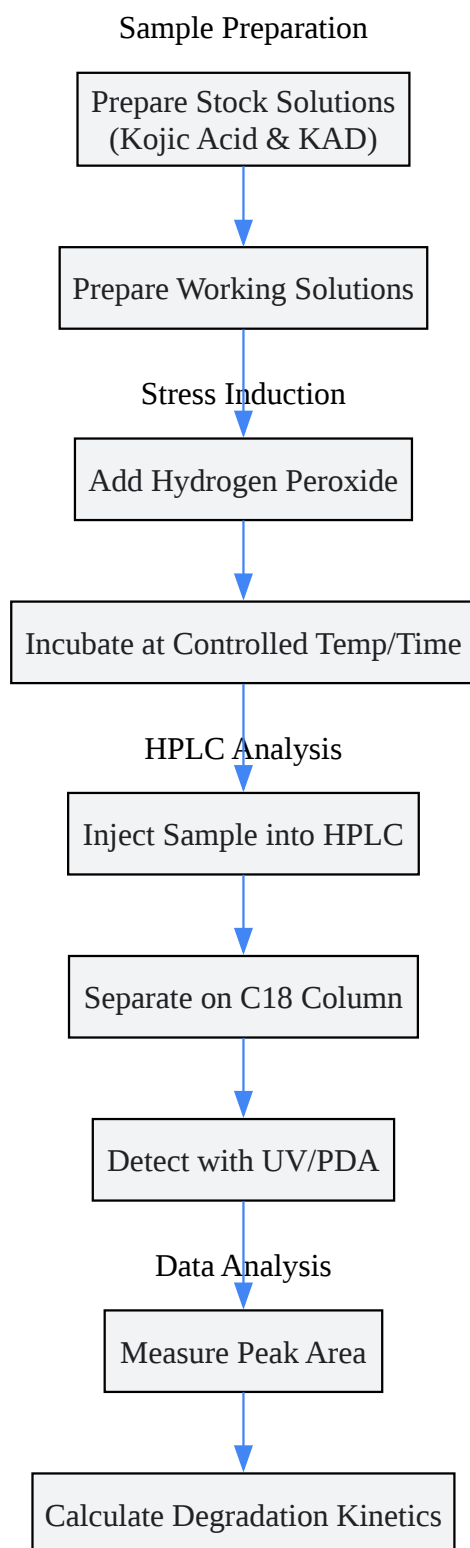 Sample Preparation
Prepare Stock Solutions
(Kojic Acid & KAD)
Prepare Working Solutions
Stress Induction
Add Hydrogen Peroxide
Incubate at Controlled Temp/Time
HPLC Analysis
Inject Sample into HPLC
Separate on C18 Column
Detect with UV/PDA
Data Analysis
Measure Peak Area
Calculate Degradation Kinetics